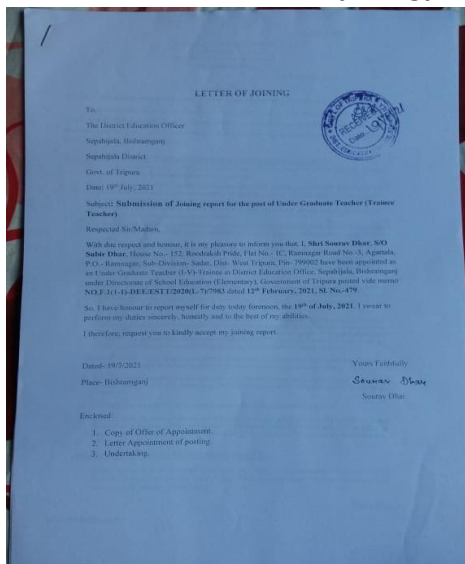 LETTER OF JOINING
To,
The District Education Officer
Sepahijala, Bishramganj
Sepahijala District
Govt. of Tripura
Date: 19th July, 2021
Subject: Submission of Joining report for the post of Under Graduate Teacher (Trainee
Teacher)
Respected Sir/Madam,
With due respect and honour, it is my pleasure to inform you that, I, Shri Sourav Dhar, S/O
Subir Dhar, House No.- 152, Roodraksh Pride, Flat No.- 1C, Ramnagar Road No.-3, Agartala,
P.O.- Ramnagar, Sub-Division- Sadar, Dist- West Tripura, Pin- 799002 have been appointed as
an Under Graduate Teacher (I-V)-Trainee in District Education Office, Sepahijala, Bishramganj
under Directorate of School Education (Elementary), Government of Tripura posted vide memo
dated 12th February, 2021, Sl. No.-479.
So, I have honour to report myself for duty today forenoon, the 19th of July, 2021. I swear to
perform my duties sincerely, honestly and to the best of my abilities.
I therefore, request you to kindly accept my joining report.
RECEIVED
Date
Dated- 19/7/2021
Yours Faithfully
Place- Bishramganj
Sourav Dhar
Sourav Dhar
Enclosed:
1. Copy of Offer of Appointment.
2. Letter Appointment of posting.
3. Undertaking.